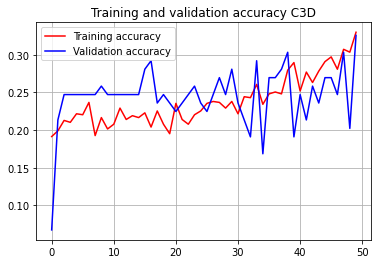 Training and validation accuracy C3D
Training accuracy
Validation accuracy
0.30
0.25
0.20
0.15
0.10
0 10 20 30 40 50